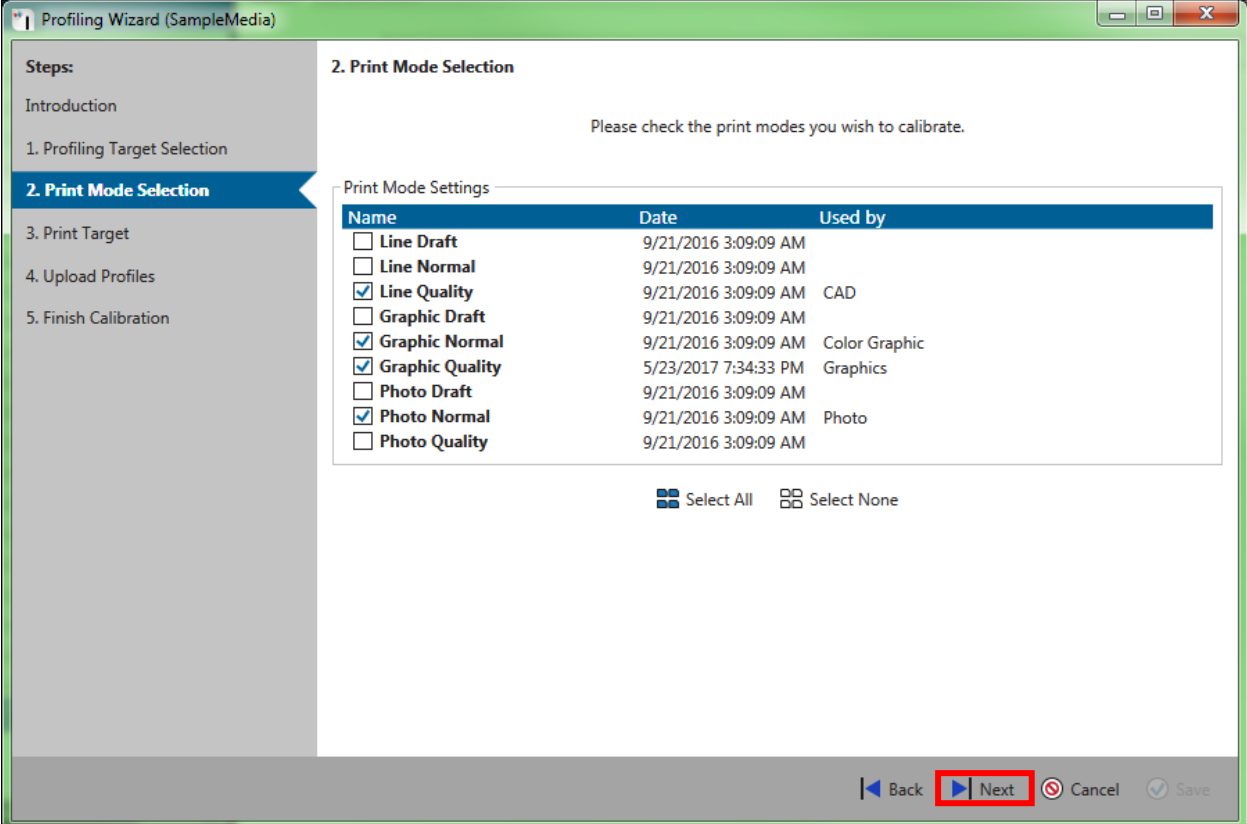 Profiling Wizard (SampleMedia)
Steps:
Introduction
1. Profiling Target Selection
2. Print Mode Selection
3. Print Target
4. Upload Profiles
5. Finish Calibration
2. Print Mode Selection
Please check the print modes you wish to calibrate.
Print Mode Settings
Name Date Used by
Line Draft 9/21/2016 3:09:09 AM
Line Normal 9/21/2016 3:09:09 AM
Line Quality 9/21/2016 3:09:09 AM CAD
Graphic Draft 9/21/2016 3:09:09 AM
Graphic Normal 9/21/2016 3:09:09 AM Color Graphic
Graphic Quality 5/23/2017 7:34:33 PM Graphics
Photo Draft 9/21/2016 3:09:09 AM
Photo Normal 9/21/2016 3:09:09 AM Photo
Photo Quality 9/21/2016 3:09:09 AM
Select All Select None
Back Next Cancel Save